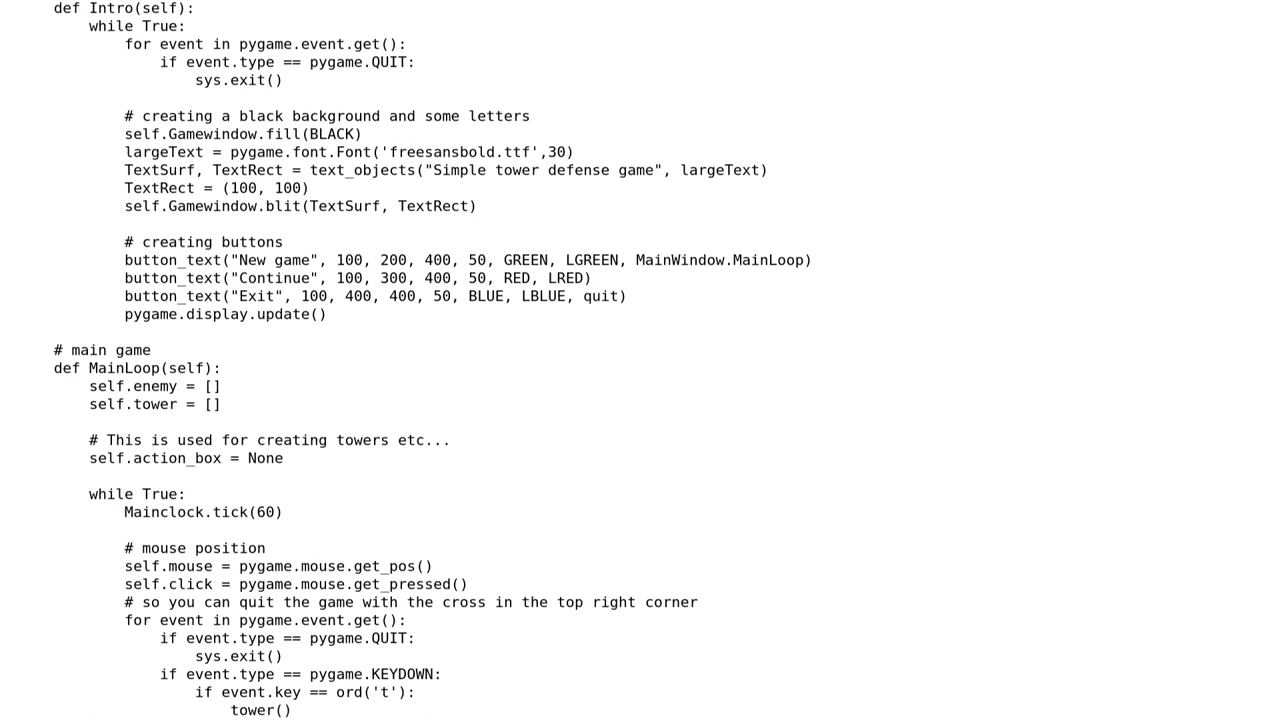 def Intro(self):
    while True:
        for event in pygame.event.get():
            if event.type == pygame.QUIT:
                sys.exit()

        # creating a black background and some letters
        self.Gamewindow.fill(BLACK)
        largeText = pygame.font.Font('freesansbold.ttf',30)
        TextSurf, TextRect = text_objects("Simple tower defense game", largeText)
        TextRect = (100, 100)
        self.Gamewindow.blit(TextSurf, TextRect)

        # creating buttons
        button_text("New game", 100, 200, 400, 50, GREEN, LGREEN, MainWindow.MainLoop)
        button_text("Continue", 100, 300, 400, 50, RED, LRED)
        button_text("Exit", 100, 400, 400, 50, BLUE, LBLUE, quit)
        pygame.display.update()

# main game
def MainLoop(self):
    self.enemy = []
    self.tower = []

    # This is used for creating towers etc...
    self.action_box = None

    while True:
        Mainclock.tick(60)

        # mouse position
        self.mouse = pygame.mouse.get_pos()
        self.click = pygame.mouse.get_pressed()
        # so you can quit the game with the cross in the top right corner
        for event in pygame.event.get():
            if event.type == pygame.QUIT:
                sys.exit()
            if event.type == pygame.KEYDOWN:
                if event.key == ord('t'):
                    tower()